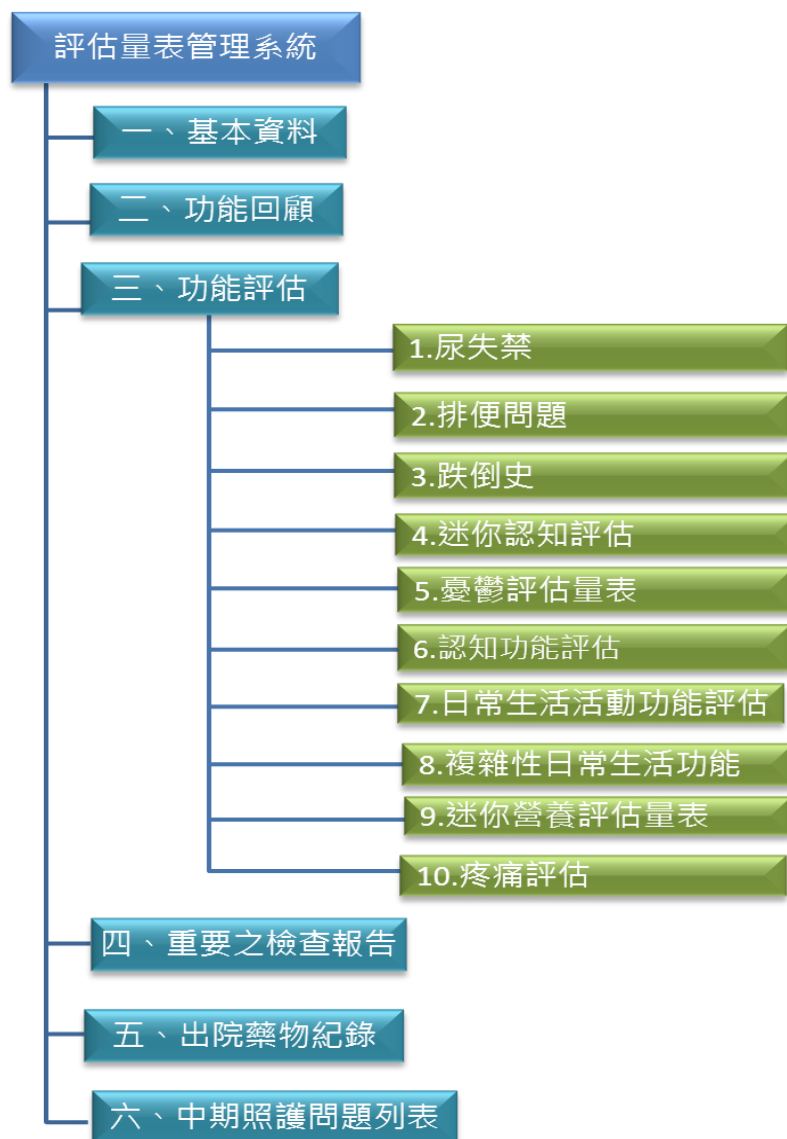 評估量表管理系統
一、基本資料
二、功能回顧
三、功能評估
1.尿失禁
2.排便問題
3.跌倒史
4.迷你認知評估
5.憂鬱評估量表
6.認知功能評估
7.日常生活活動功能評估
8.複雜性日常生活功能
9.迷你營養評估量表
10.疼痛評估
四、重要之檢查報告
五、出院藥物紀錄
六、中期照護問題列表